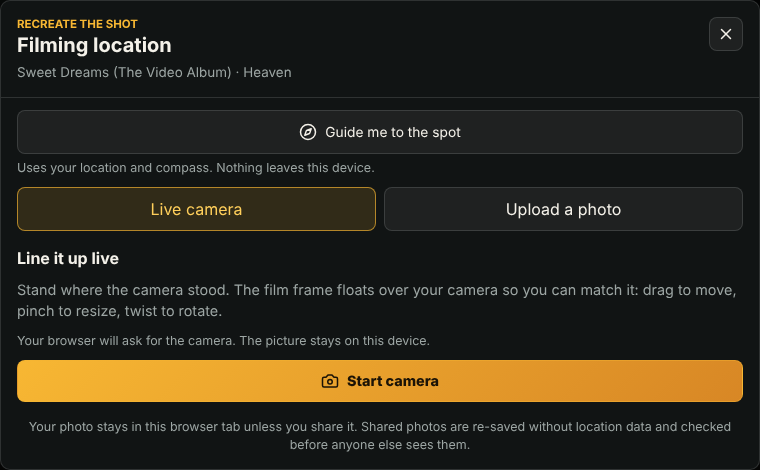 RECREATE THE SHOT
Filming location
Sweet Dreams (The Video Album) · Heaven
Guide me to the spot
Uses your location and compass. Nothing leaves this device.
Live camera
Upload a photo
Line it up live
Stand where the camera stood. The film frame floats over your camera so you can match it: drag to move,
pinch to resize, twist to rotate.
Your browser will ask for the camera. The picture stays on this device.
Start camera
Your photo stays in this browser tab unless you share it. Shared photos are re-saved without location data and checked
before anyone else sees them.